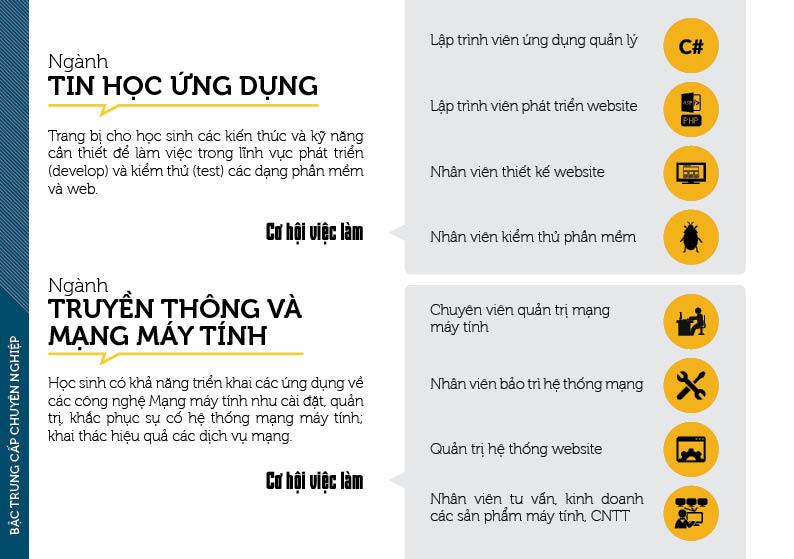 Ngành
TIN HỌC ỨNG DỤNG
Trang bị cho học sinh các kiến thức và kỹ năng
cần thiết để làm việc trong lĩnh vực phát triển
(develop) và kiểm thử (test) các dạng phần mềm
và web.
Cơ hội việc làm
Lập trình viên ứng dụng quản lý
C#
Lập trình viên phát triển website
ASP
PHP
Nhân viên thiết kế website
Nhân viên kiểm thử phần mềm
Ngành
TRUYỀN THÔNG VÀ
MẠNG MÁY TÍNH
Học sinh có khả năng triển khai các ứng dụng về
các công nghệ Mạng máy tính như cài đặt, quản
trị, khắc phục sự cố hệ thống mạng máy tính;
khai thác hiệu quả các dịch vụ mạng.
Cơ hội việc làm
Chuyên viên quản trị mạng
máy tính
Nhân viên bảo trì hệ thống mạng
Quản trị hệ thống website
Nhân viên tư vấn, kinh doanh
các sản phẩm máy tính, CNTT
BẬC TRUNG CẤP CHUYÊN NGHIỆP